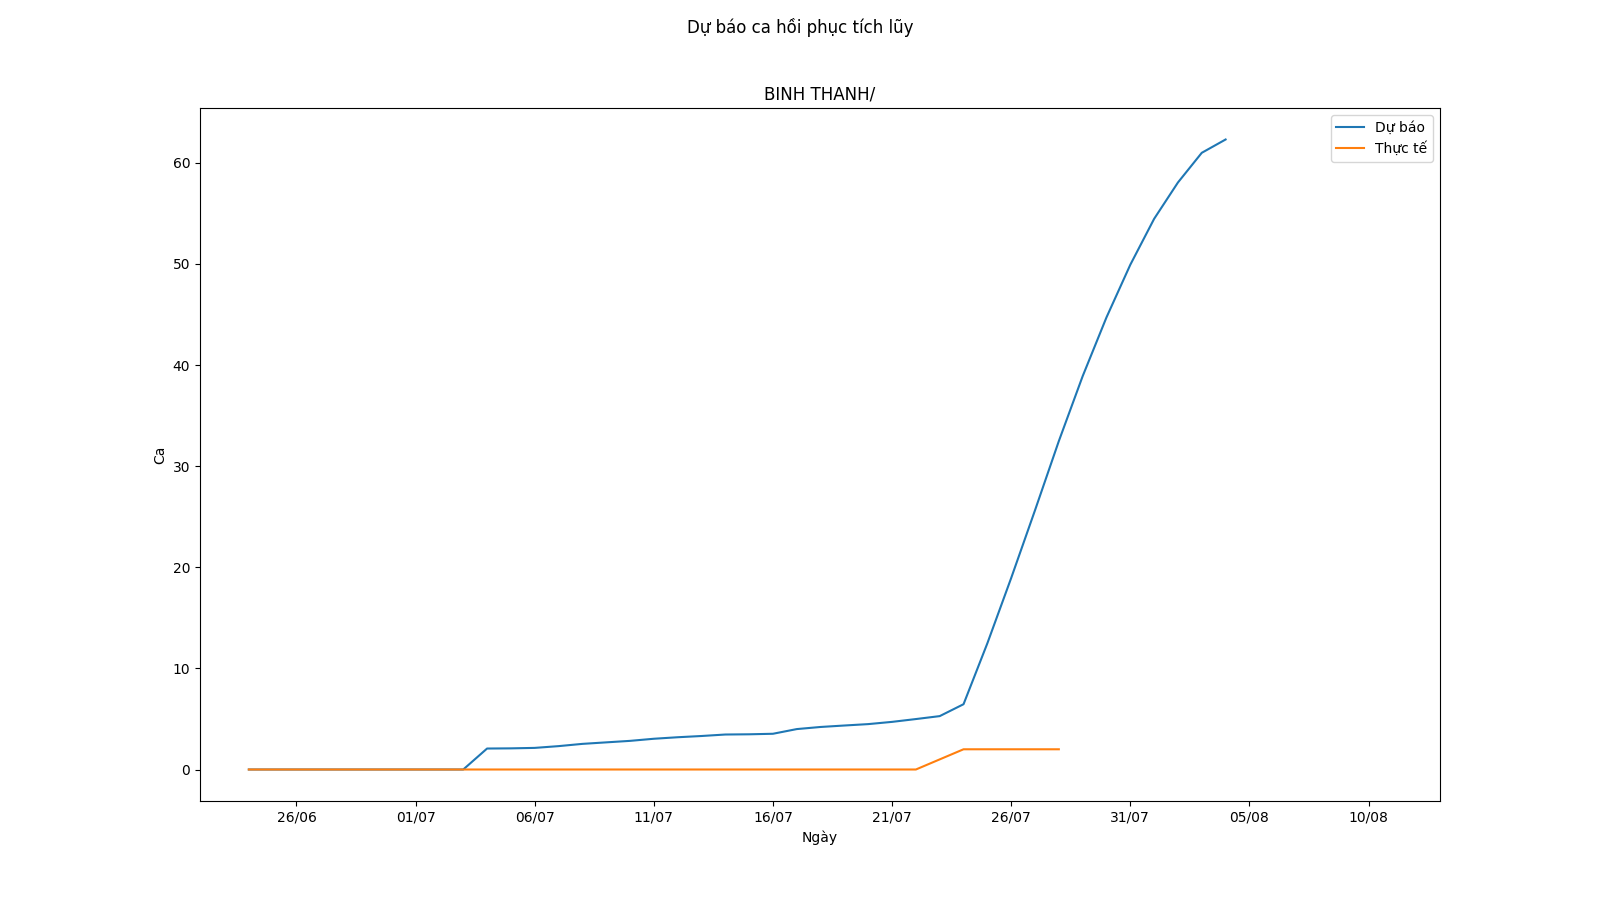 Dự báo ca hồi phục tích lũy
BINH THANH/
Dự báo
Thực tế
60
50
40
30
20
10
0
Ca
26/06 01/07 06/07 11/07 16/07 21/07 26/07 31/07 05/08 10/08
Ngày